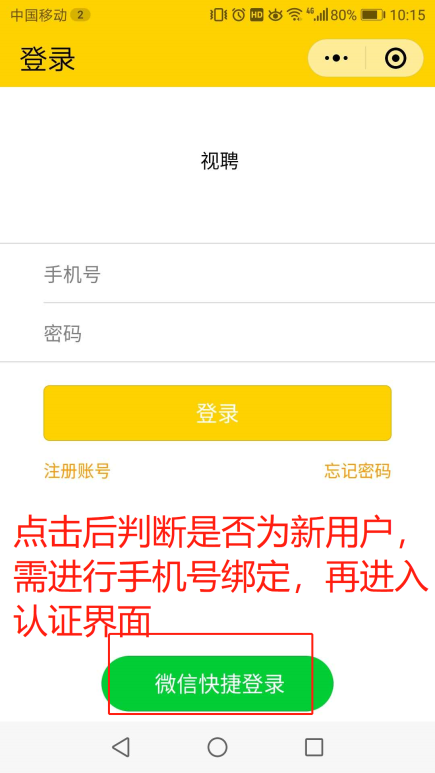 中国移动 2 HD 4G 80% 10:15
登录
视聘
手机号
密码
登录
注册账号 忘记密码
点击后判断是否为新用户，
需进行手机号绑定，再进入
认证界面
微信快捷登录